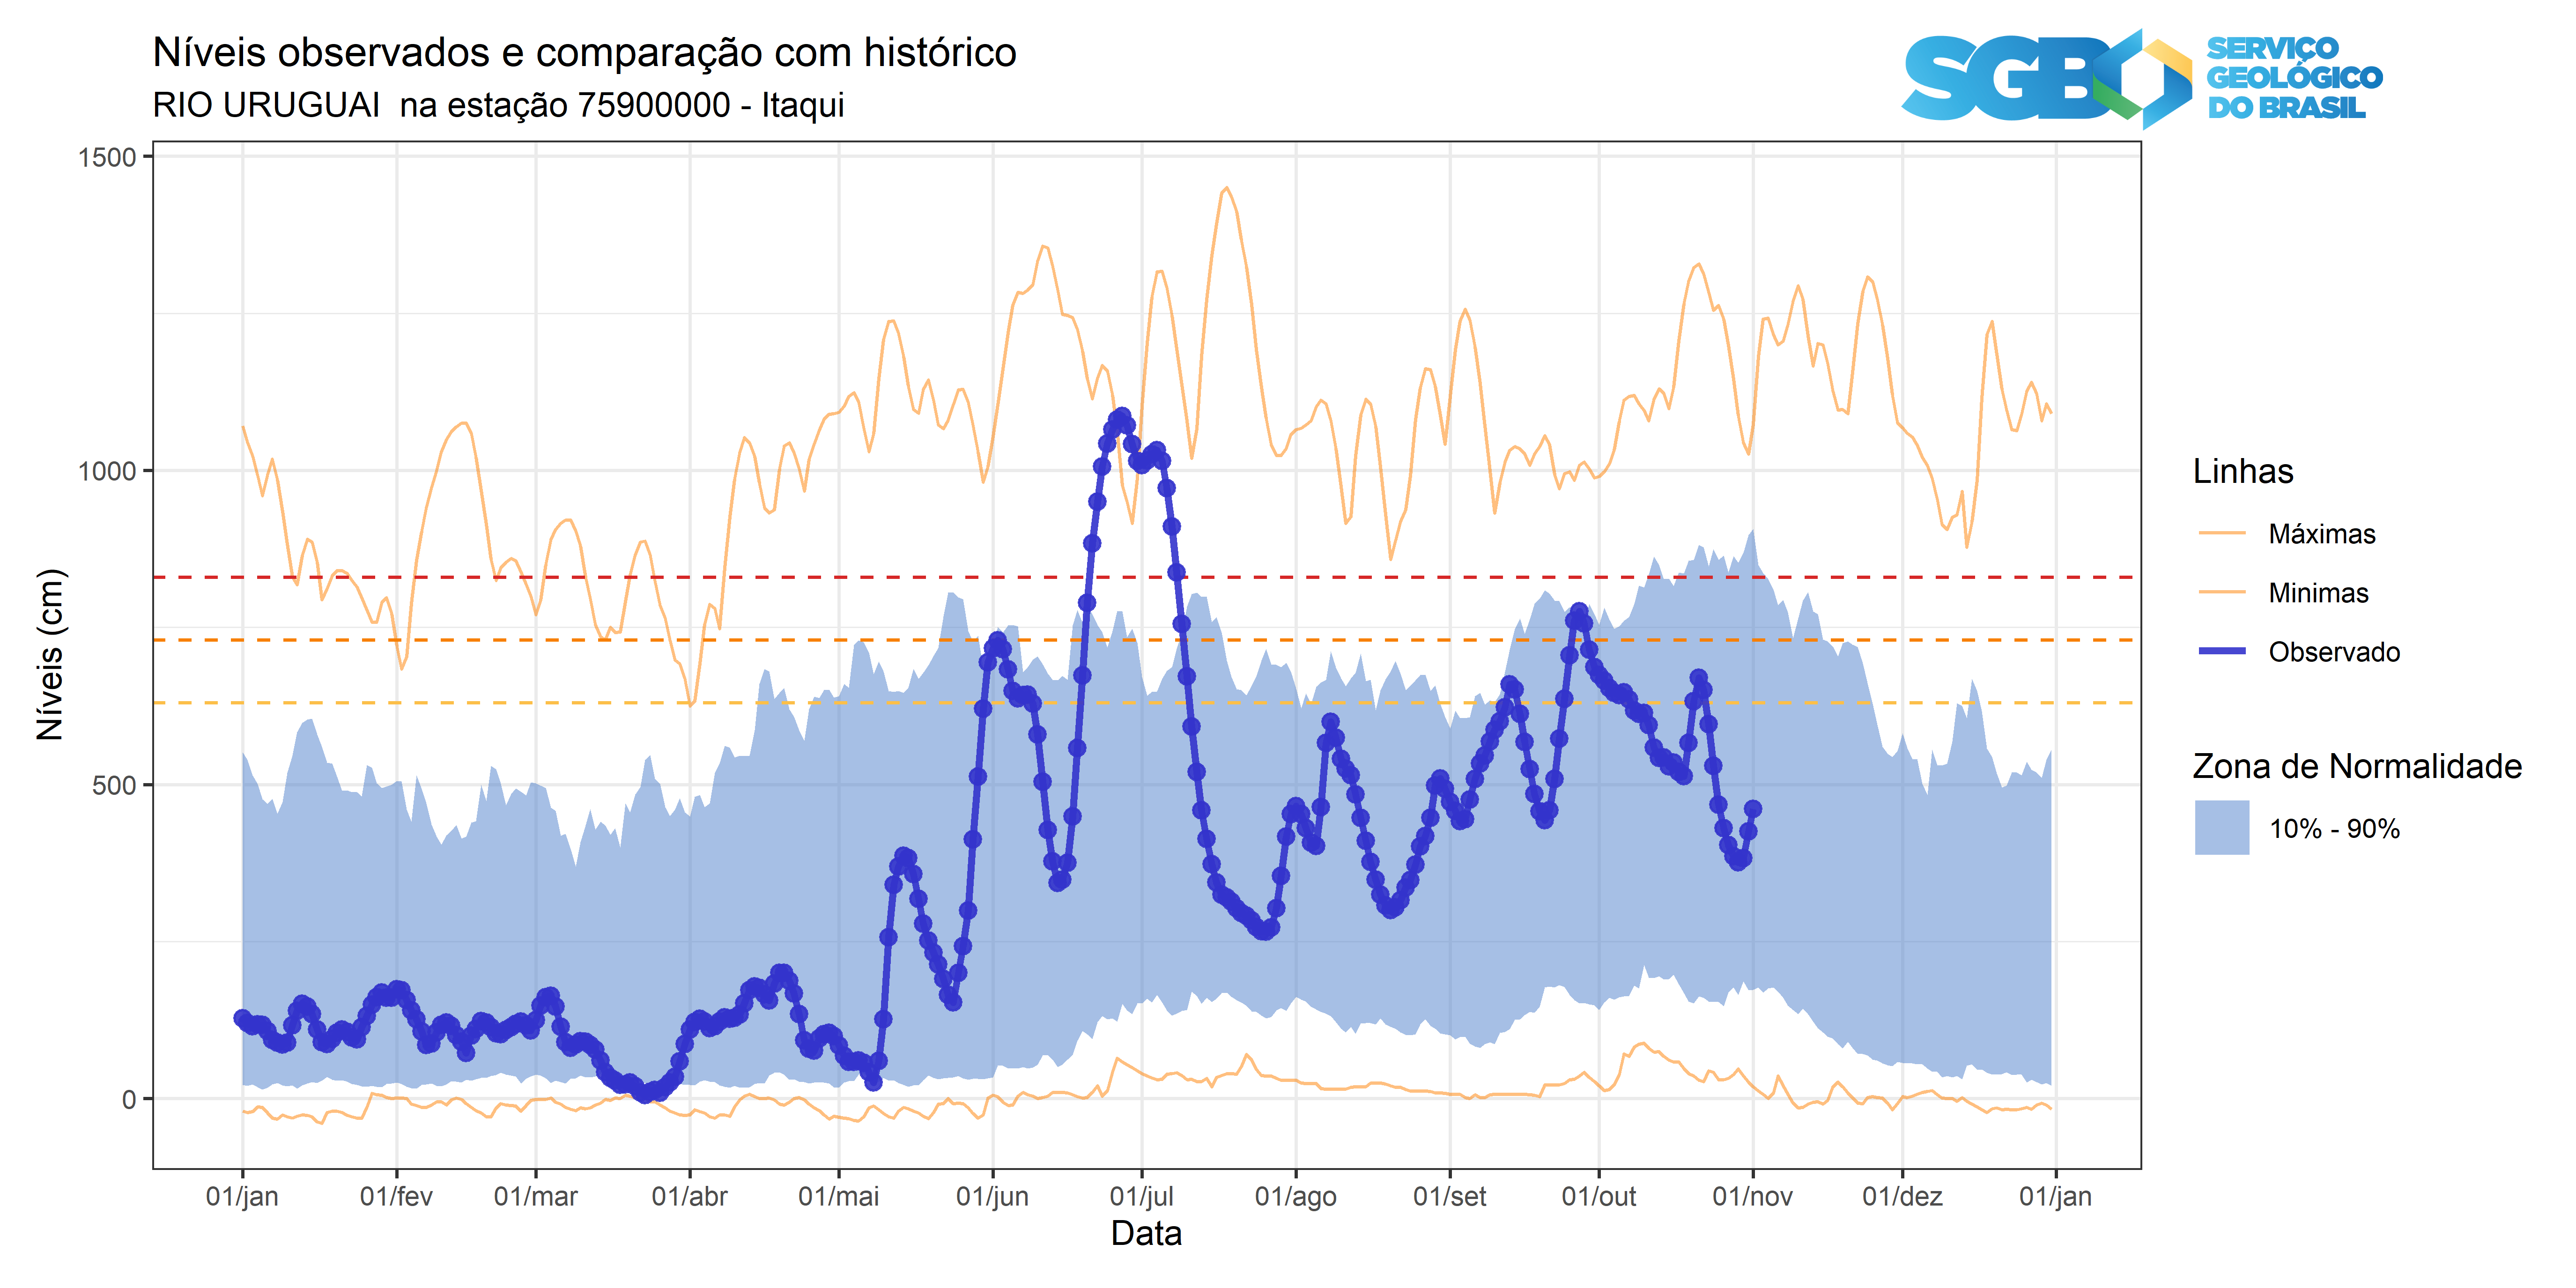 Níveis observados e comparação com histórico
RIO URUGUAI  na estação 75900000 - Itaqui
SGB
SERVIÇO
GEOLÓGICO
DO BRASIL
Níveis (cm)
1500
1000
500
0
01/jan 01/fev 01/mar 01/abr 01/mai 01/jun 01/jul 01/ago 01/set 01/out 01/nov 01/dez 01/jan
Data
Linhas
Máximas
Minimas
Observado
Zona de Normalidade
10% - 90%